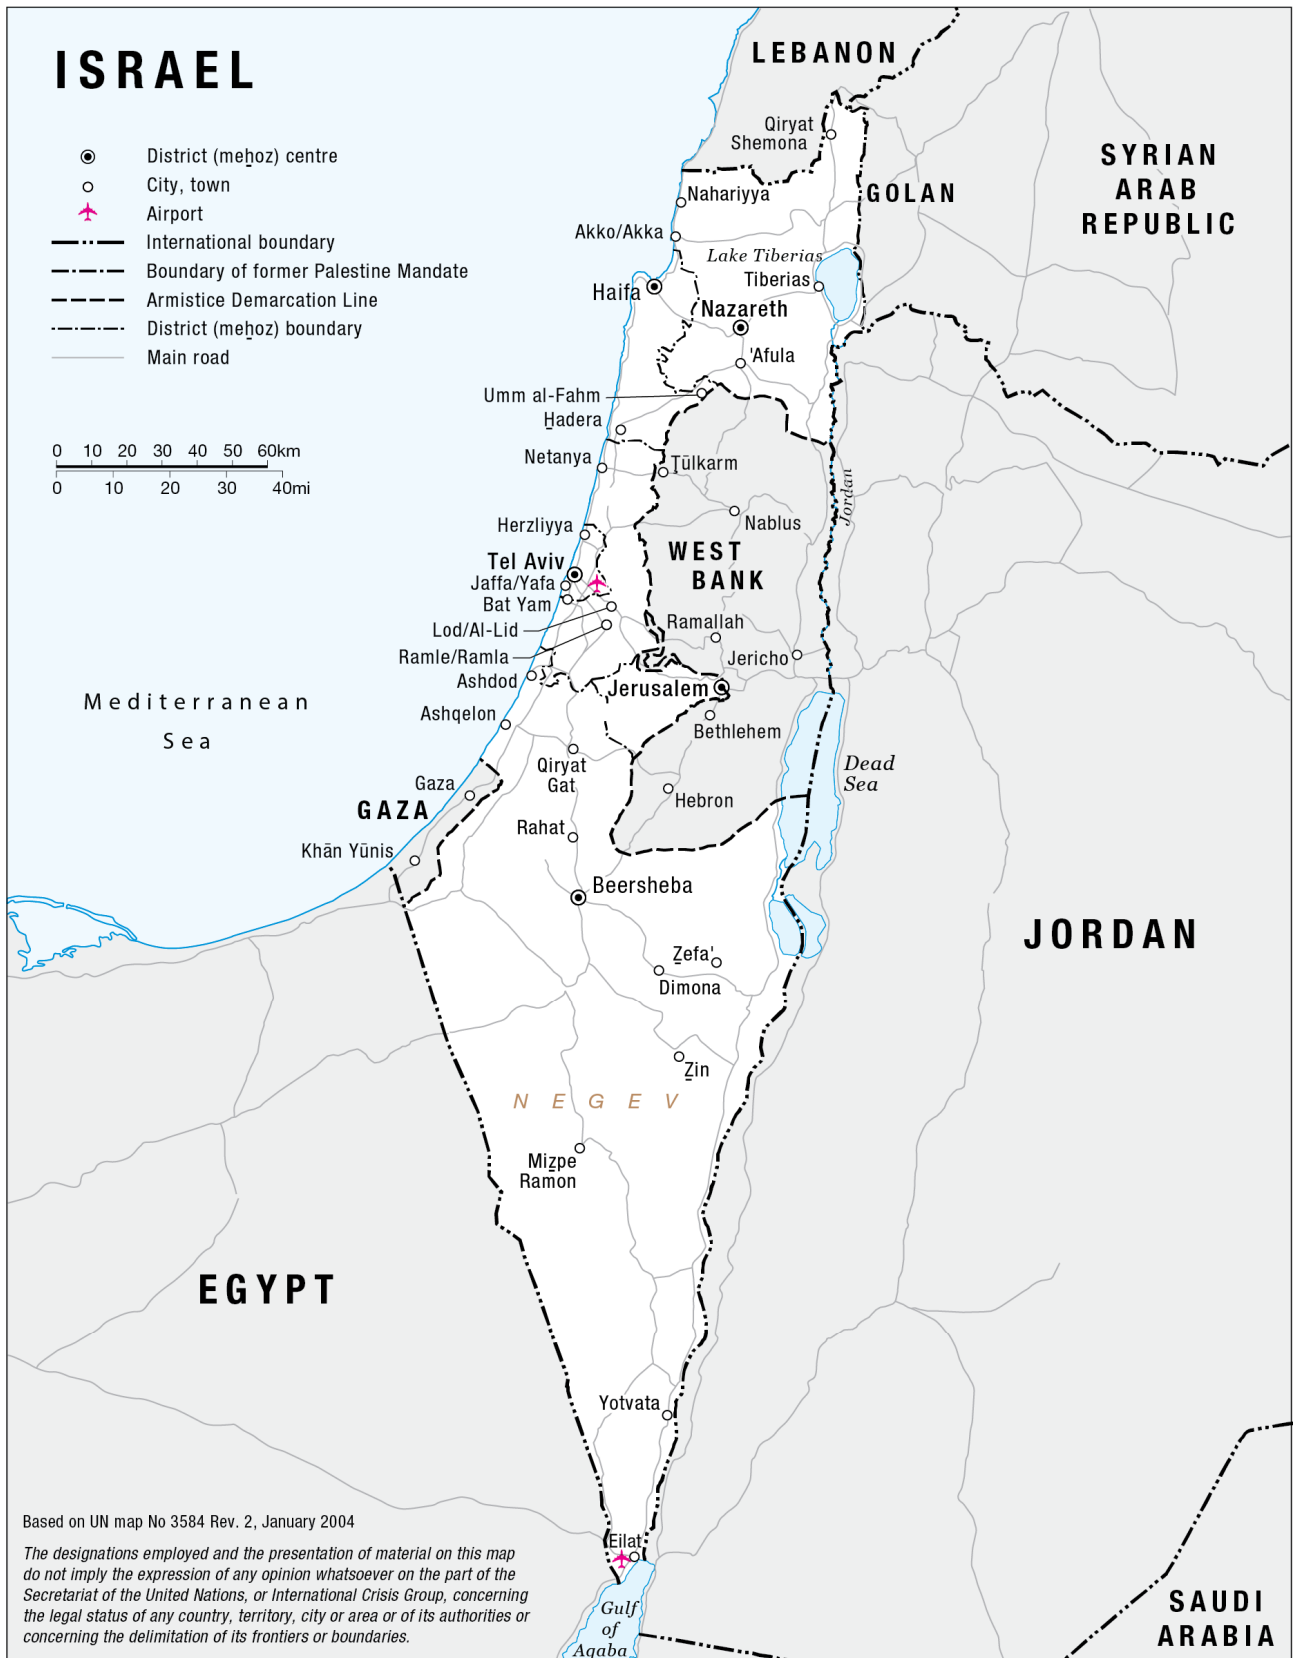 ISRAEL
District (meẖoz) centre
City, town
Airport
International boundary
Boundary of former Palestine Mandate
Armistice Demarcation Line
District (meẖoz) boundary
Main road
0 10 20 30 40 50 60km
0 10 20 30 40mi
LEBANON
Qiryat
Shemona
SYRIAN
ARAB
REPUBLIC
GOLAN
Nahariyya
Akko/Akka
Lake Tiberias
Tiberias
Haifa
Nazareth
'Afula
Umm al-Fahm
H̱adera
Netanya
Ṯūlkarm
Jordan
Nablus
Herzliyya
WEST
BANK
Tel Aviv
Jaffa/Yafa
Bat Yam
Ramallah
Lod/Al-Lid
Ramle/Ramla
Jericho
Ashdod
Jerusalem
Mediterranean
Sea
Ashqelon
Bethlehem
Qiryat
Gat
Dead
Sea
Gaza
GAZA
Hebron
Rahat
Khān Yūnis
Beersheba
JORDAN
Ẕefa'
Dimona
Ẕin
NEGEV
Miẕpe
Ramon
EGYPT
Yotvata
Eilat
Gulf
of
Aqaba
SAUDI
ARABIA
Based on UN map No 3584 Rev. 2, January 2004
The designations employed and the presentation of material on this map
do not imply the expression of any opinion whatsoever on the part of the
Secretariat of the United Nations, or International Crisis Group, concerning
the legal status of any country, territory, city or area or of its authorities or
concerning the delimitation of its frontiers or boundaries.